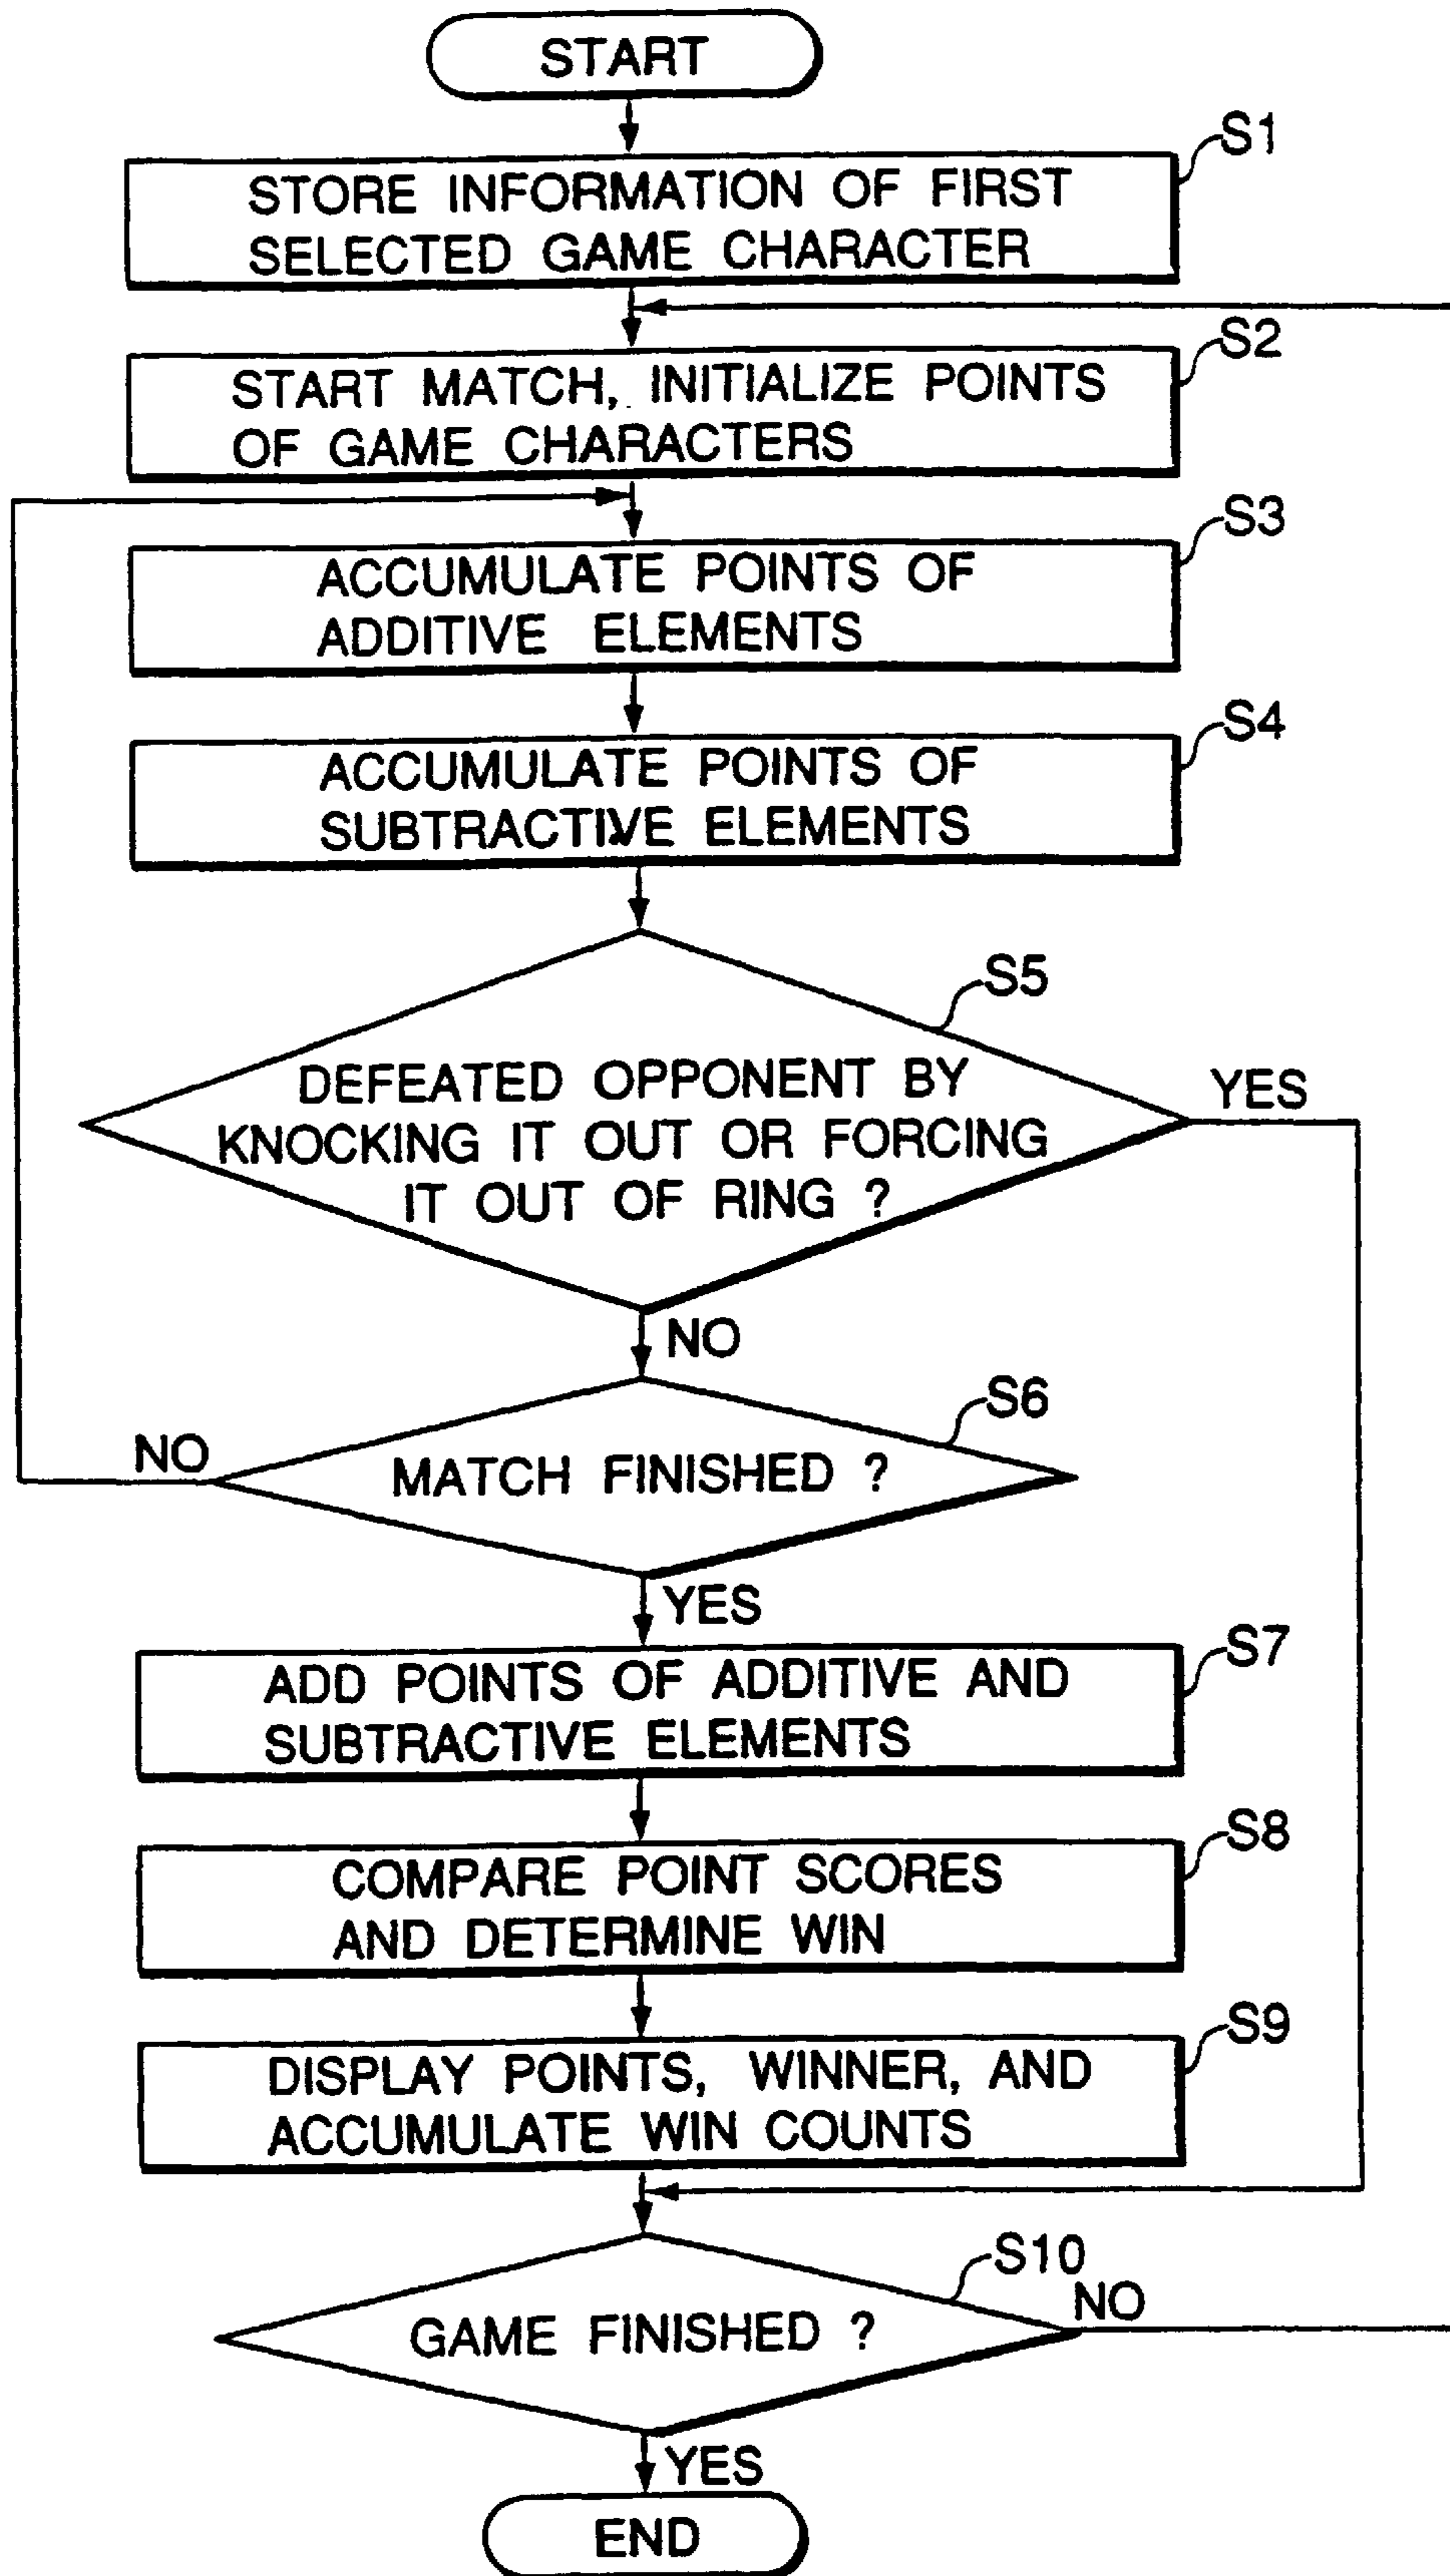 START
S1
STORE INFORMATION OF FIRST
SELECTED GAME CHARACTER
S2
START MATCH, INITIALIZE POINTS
OF GAME CHARACTERS
S3
ACCUMULATE POINTS OF
ADDITIVE ELEMENTS
S4
ACCUMULATE POINTS OF
SUBTRACTIVE ELEMENTS
S5
DEFEATED OPPONENT BY
KNOCKING IT OUT OR FORCING
IT OUT OF RING ?
YES
NO
S6
MATCH FINISHED ?
NO
YES
S7
ADD POINTS OF ADDITIVE AND
SUBTRACTIVE ELEMENTS
S8
COMPARE POINT SCORES
AND DETERMINE WIN
S9
DISPLAY POINTS, WINNER, AND
ACCUMULATE WIN COUNTS
S10
GAME FINISHED ?
NO
YES
END